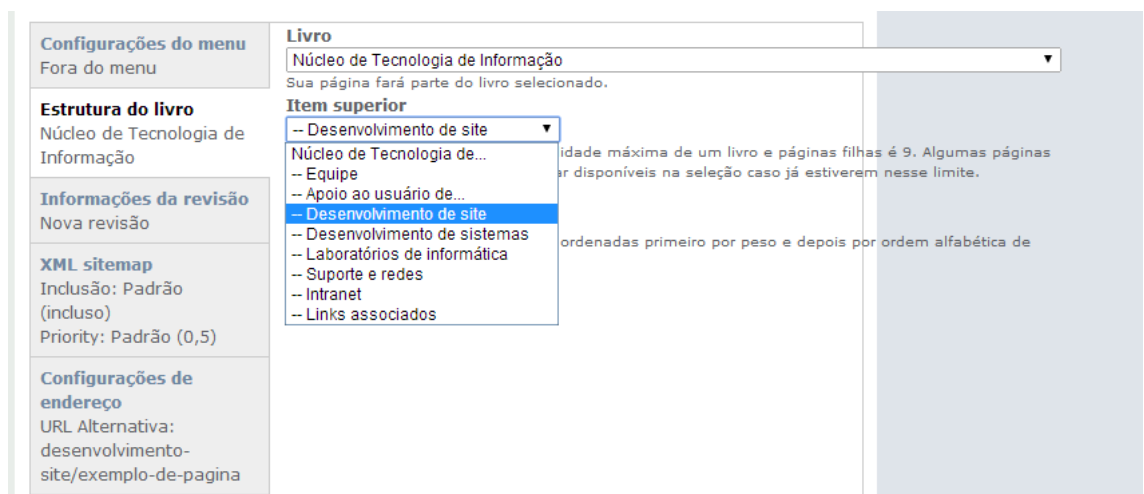 Configurações do menu
Fora do menu
Estrutura do livro
Núcleo de Tecnologia de
Informação
Informações da revisão
Nova revisão
XML sitemap
Inclusão: Padrão
(incluso)
Priority: Padrão (0,5)
Configurações de
endereço
URL Alternativa:
desenvolvimento-
site/exemplo-de-pagina
Livro
Núcleo de Tecnologia de Informação
Sua página fará parte do livro selecionado.
Item superior
-- Desenvolvimento de site
Núcleo de Tecnologia de...
-- Equipe
-- Apoio ao usuário de...
-- Desenvolvimento de site
-- Desenvolvimento de sistemas
-- Laboratórios de informática
-- Suporte e redes
-- Intranet
-- Links associados
idade máxima de um livro e páginas filhas é 9. Algumas páginas
r disponíveis na seleção caso já estiverem nesse limite.
ordenadas primeiro por peso e depois por ordem alfabética de